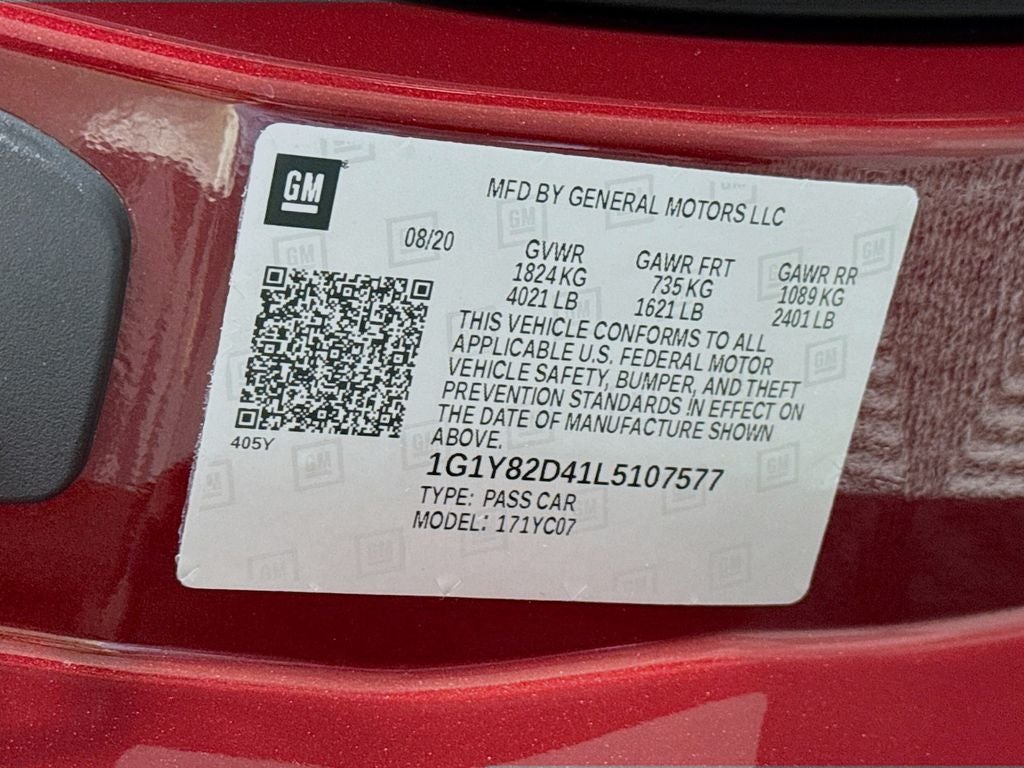 GM
MFD BY GENERAL MOTORS LLC
08/20
GVWR
1824 KG
4021 LB
GAWR FRT
735 KG
1621 LB
GAWR RR
1089 KG
2401 LB
THIS VEHICLE CONFORMS TO ALL
APPLICABLE U.S. FEDERAL MOTOR
VEHICLE SAFETY, BUMPER, AND THEFT
PREVENTION STANDARDS IN EFFECT ON
THE DATE OF MANUFACTURE SHOWN
ABOVE.
405Y
1G1Y82D41L5107577
TYPE: PASS CAR
MODEL: 171YC07